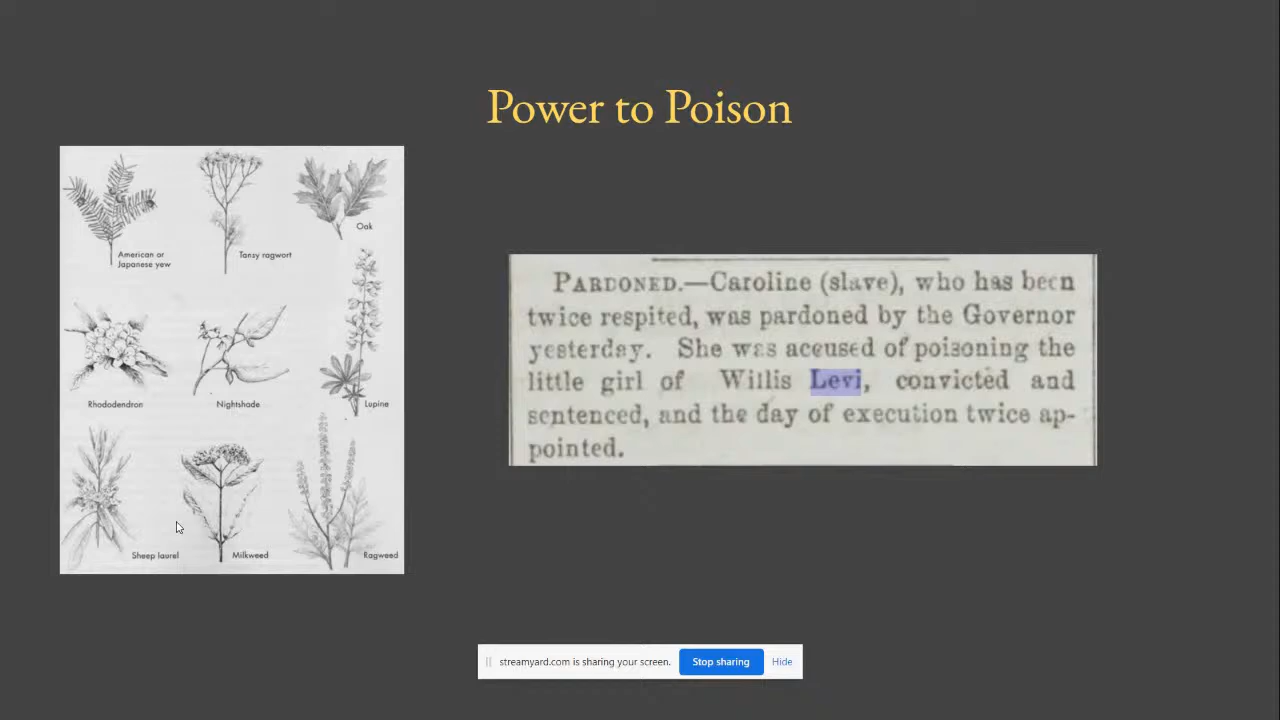 Power to Poison
American or
Japanese yew
Tansy ragwort
Oak
Rhododendron
Nightshade
Lupine
Sheep laurel
Milkweed
Ragweed
PARDONED.—Caroline (slave), who has been
twice respited, was pardoned by the Governor
yesterday. She was accused of poisoning the
little girl of Willis Levi, convicted and
sentenced, and the day of execution twice ap-
pointed.
streamyard.com is sharing your screen.
Stop sharing
Hide